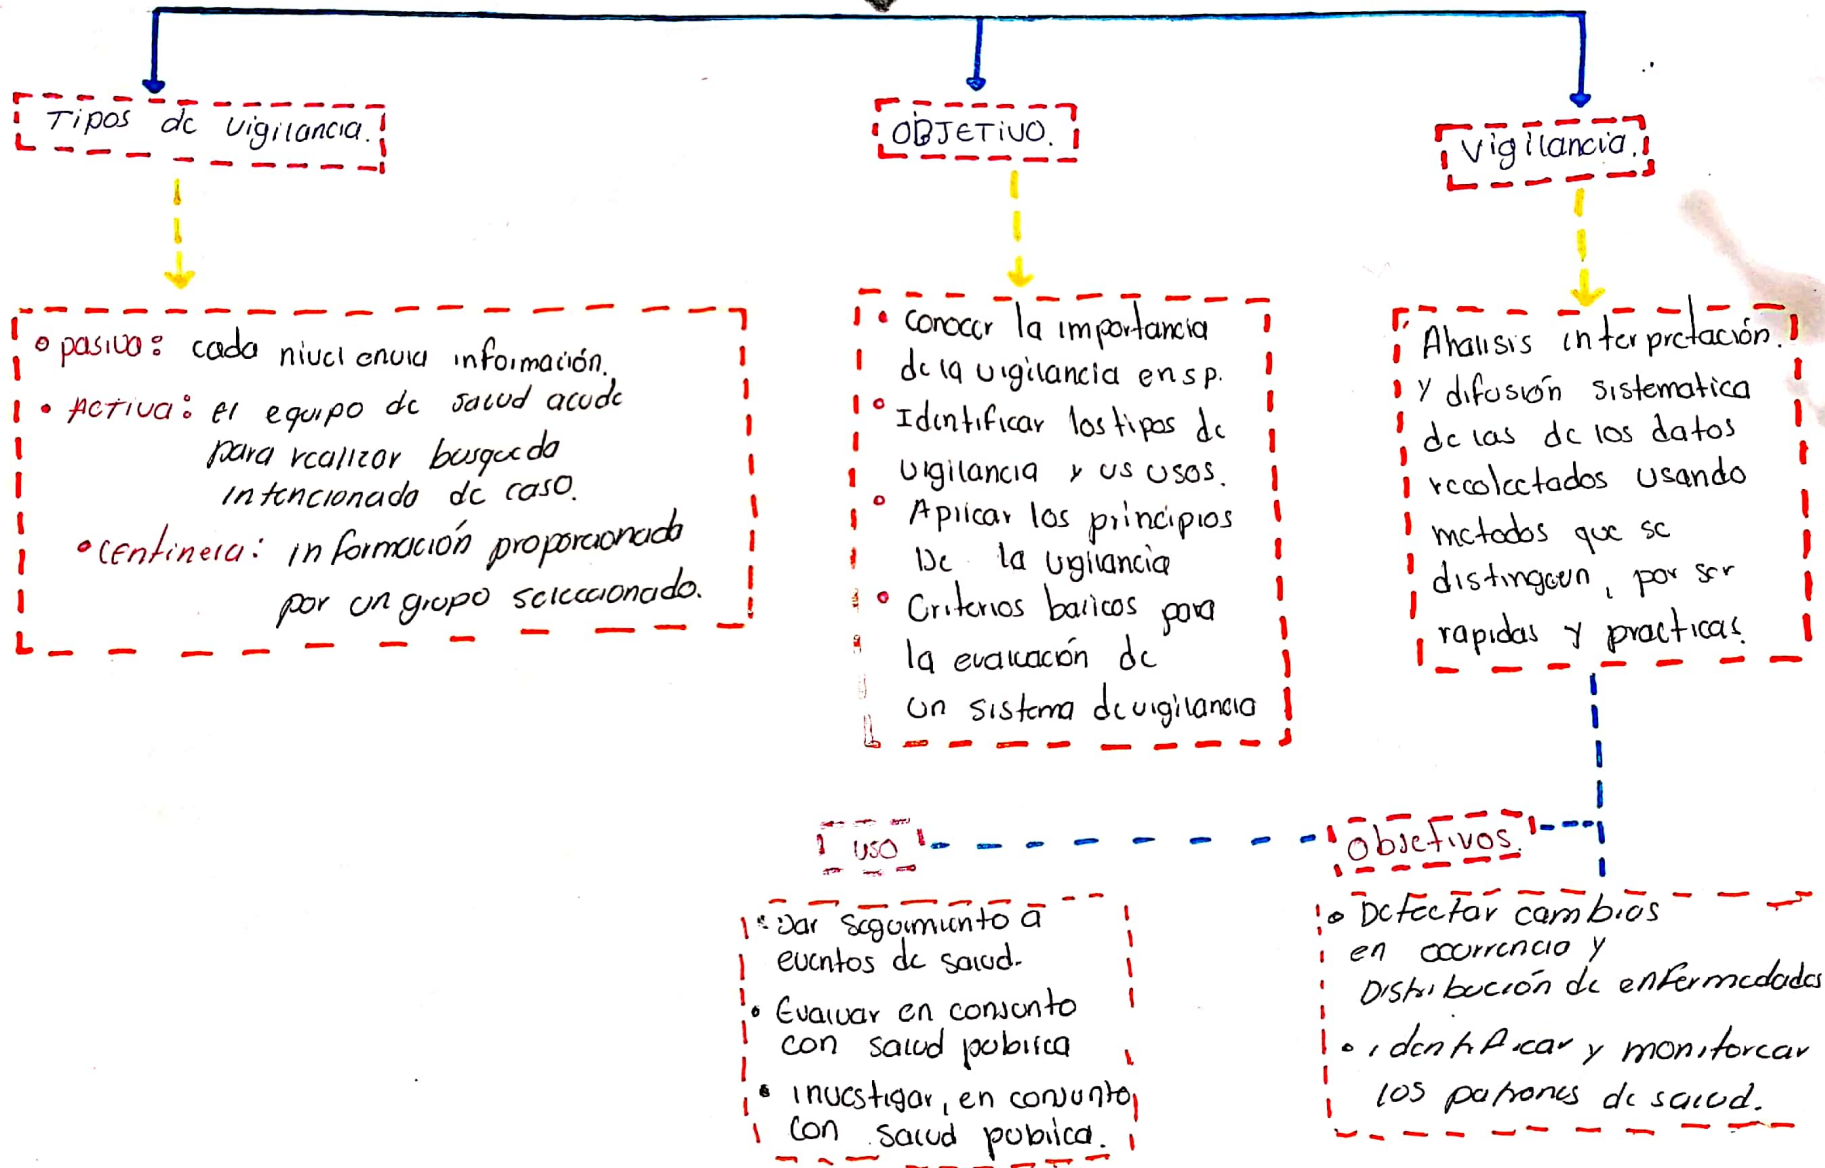 Tipos de vigilancia.
OBJETIVO.
Vigilancia.
pasiva: cada nivel envia información.
Activa: el equipo de salud acude
para realizar busqueda
intencionada de caso.
centinela: información proporcionada
por un grupo seleccionado.
conocer la importancia
de la vigilancia en sp.
Identificar los tipos de
vigilancia y us usos.
Aplicar los principios
De la vigilancia
Criterios basicos para
la evaluación de
un sistema de vigilancia
Analisis interpretación.
y difusión sistematica
de las de los datos
recolectados usando
metodos que se
distinguen, por ser
rapidas y practicas.
uso
Objetivos.
Dar seguimiento a
eventos de salud.
Evaluar en conjunto
con salud publica
investigar, en conjunto
con salud publica.
Detectar cambios
en ocurrencia y
Distribución de enfermedades
identificar y monitorear
los patrones de salud.